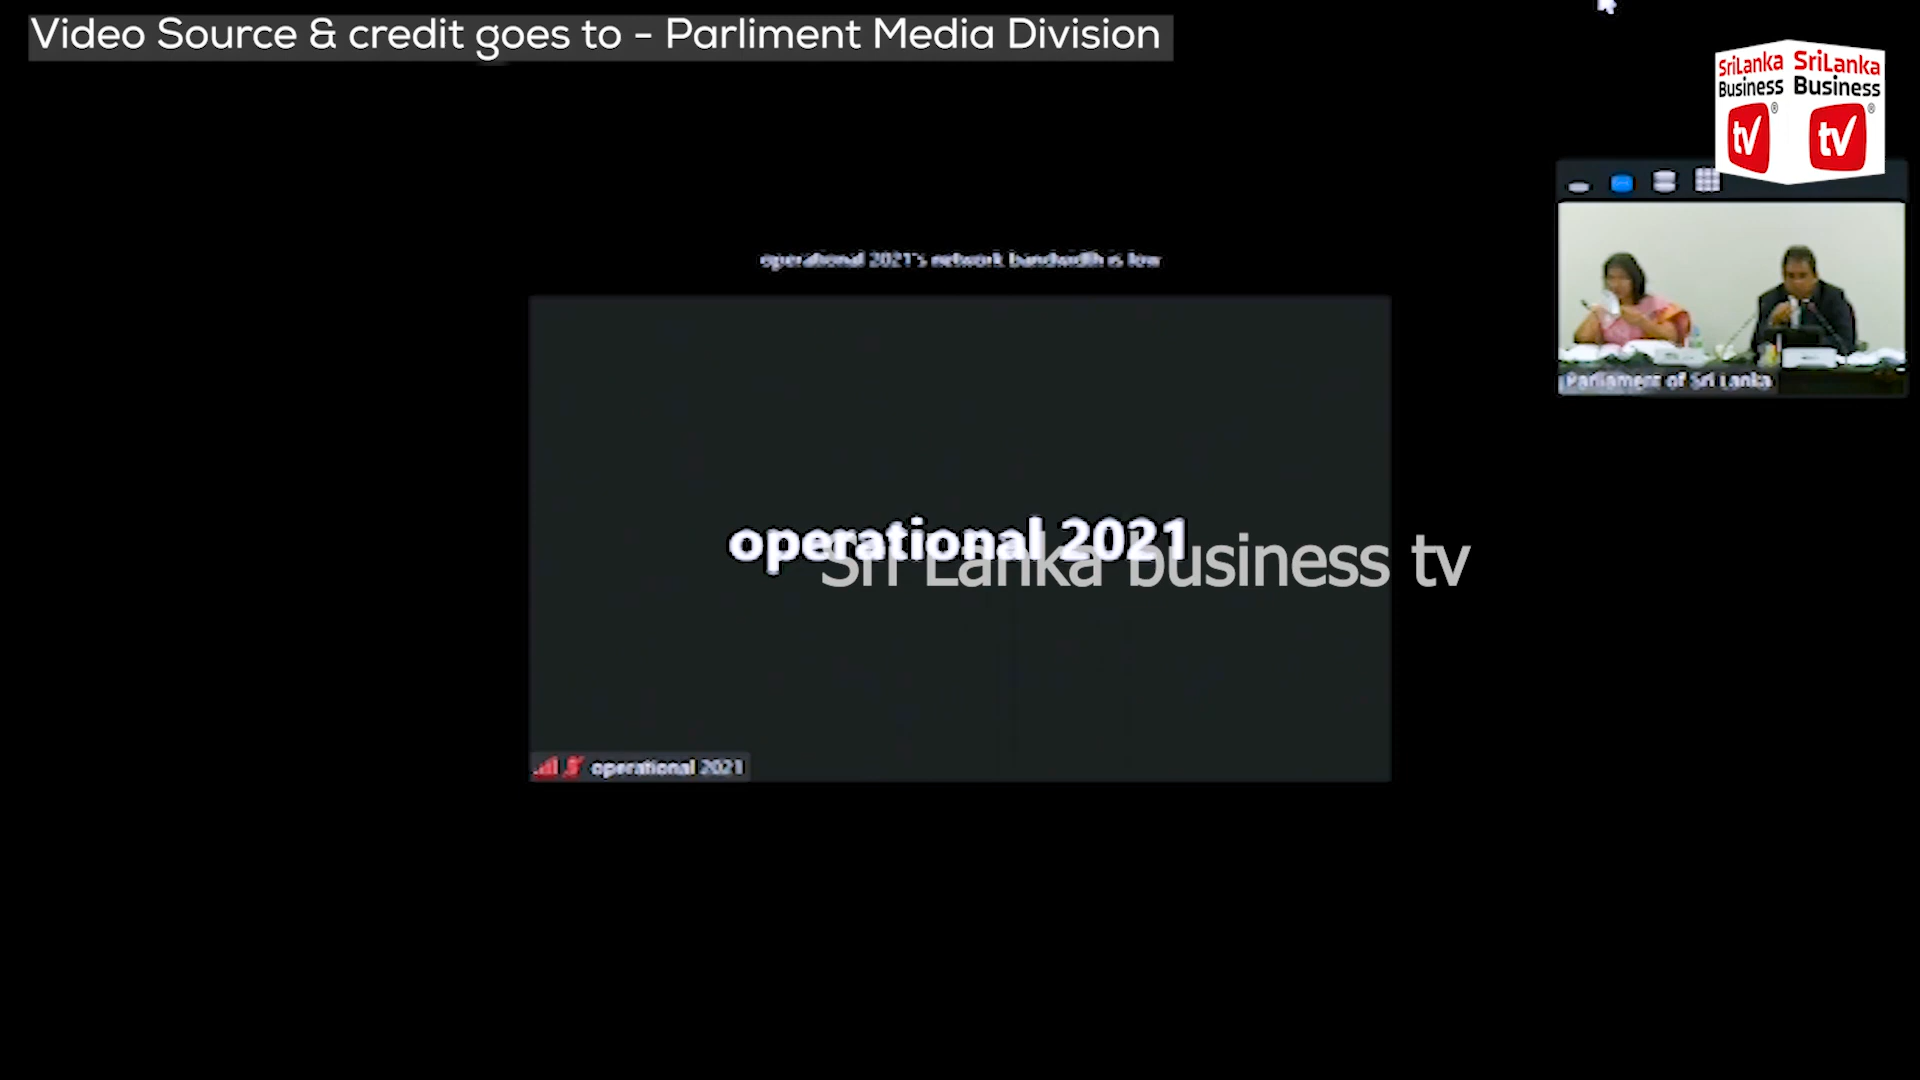 Video Source & credit goes to - Parliment Media Division
SriLanka
Business
tv
SriLanka
Business
tv
operational 2021's network bandwidth is low
Parliament of Sri Lanka
operational 2021
Sri Lanka business tv
operational 2021